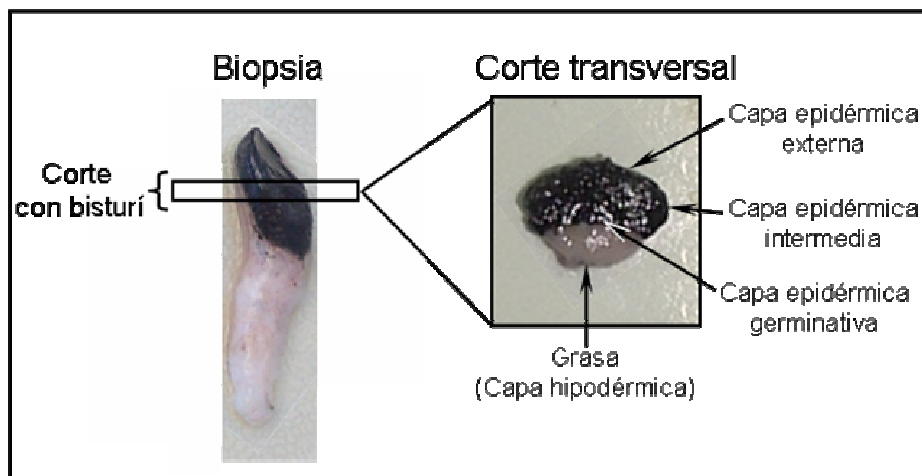 Biopsia
Corte transversal
Corte
con bisturí
Capa epidérmica
externa
Capa epidérmica
intermedia
Capa epidérmica
germinativa
Grasa
(Capa hipodérmica)